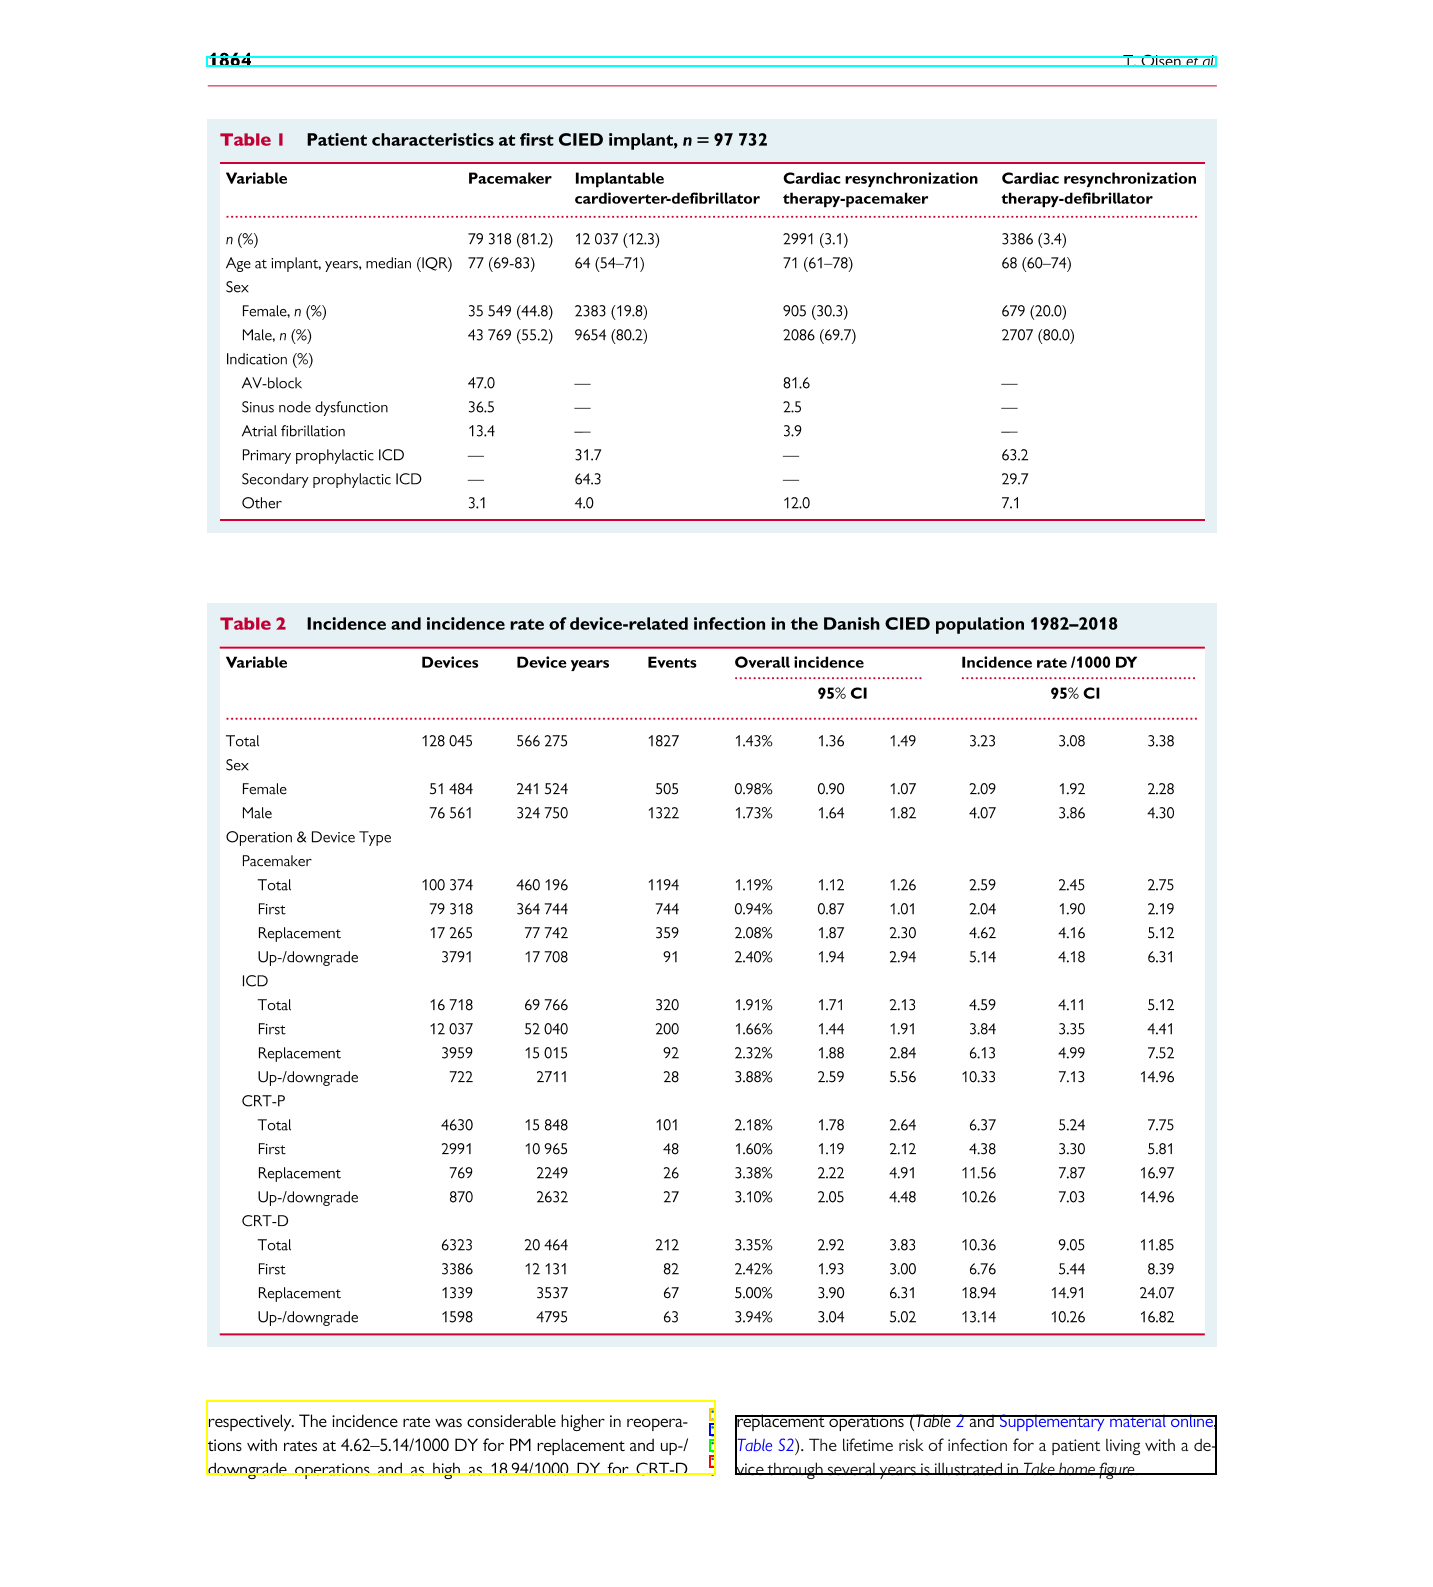 1864 T. Olsen et al.
Table 1 Patient characteristics at first CIED implant, n = 97 732
Variable Pacemaker Implantable cardioverter-defibrillator Cardiac resynchronization therapy-pacemaker Cardiac resynchronization therapy-defibrillator
n (%) 79 318 (81.2) 12 037 (12.3) 2991 (3.1) 3386 (3.4)
Age at implant, years, median (IQR) 77 (69-83) 64 (54–71) 71 (61–78) 68 (60–74)
Sex
Female, n (%) 35 549 (44.8) 2383 (19.8) 905 (30.3) 679 (20.0)
Male, n (%) 43 769 (55.2) 9654 (80.2) 2086 (69.7) 2707 (80.0)
Indication (%)
AV-block 47.0 — 81.6 —
Sinus node dysfunction 36.5 — 2.5 —
Atrial fibrillation 13.4 — 3.9 —
Primary prophylactic ICD — 31.7 — 63.2
Secondary prophylactic ICD — 64.3 — 29.7
Other 3.1 4.0 12.0 7.1
Table 2 Incidence and incidence rate of device-related infection in the Danish CIED population 1982–2018
Variable Devices Device years Events Overall incidence Incidence rate /1000 DY
95% CI 95% CI
Total 128 045 566 275 1827 1.43% 1.36 1.49 3.23 3.08 3.38
Sex
Female 51 484 241 524 505 0.98% 0.90 1.07 2.09 1.92 2.28
Male 76 561 324 750 1322 1.73% 1.64 1.82 4.07 3.86 4.30
Operation & Device Type
Pacemaker
Total 100 374 460 196 1194 1.19% 1.12 1.26 2.59 2.45 2.75
First 79 318 364 744 744 0.94% 0.87 1.01 2.04 1.90 2.19
Replacement 17 265 77 742 359 2.08% 1.87 2.30 4.62 4.16 5.12
Up-/downgrade 3791 17 708 91 2.40% 1.94 2.94 5.14 4.18 6.31
ICD
Total 16 718 69 766 320 1.91% 1.71 2.13 4.59 4.11 5.12
First 12 037 52 040 200 1.66% 1.44 1.91 3.84 3.35 4.41
Replacement 3959 15 015 92 2.32% 1.88 2.84 6.13 4.99 7.52
Up-/downgrade 722 2711 28 3.88% 2.59 5.56 10.33 7.13 14.96
CRT-P
Total 4630 15 848 101 2.18% 1.78 2.64 6.37 5.24 7.75
First 2991 10 965 48 1.60% 1.19 2.12 4.38 3.30 5.81
Replacement 769 2249 26 3.38% 2.22 4.91 11.56 7.87 16.97
Up-/downgrade 870 2632 27 3.10% 2.05 4.48 10.26 7.03 14.96
CRT-D
Total 6323 20 464 212 3.35% 2.92 3.83 10.36 9.05 11.85
First 3386 12 131 82 2.42% 1.93 3.00 6.76 5.44 8.39
Replacement 1339 3537 67 5.00% 3.90 6.31 18.94 14.91 24.07
Up-/downgrade 1598 4795 63 3.94% 3.04 5.02 13.14 10.26 16.82
respectively. The incidence rate was considerable higher in reopera-
tions with rates at 4.62–5.14/1000 DY for PM replacement and up-/
downgrade operations and as high as 18.94/1000 DY for CRT-D
replacement operations (Table 2 and Supplementary material online,
Table S2). The lifetime risk of infection for a patient living with a de-
vice through several years is illustrated in Take home figure.